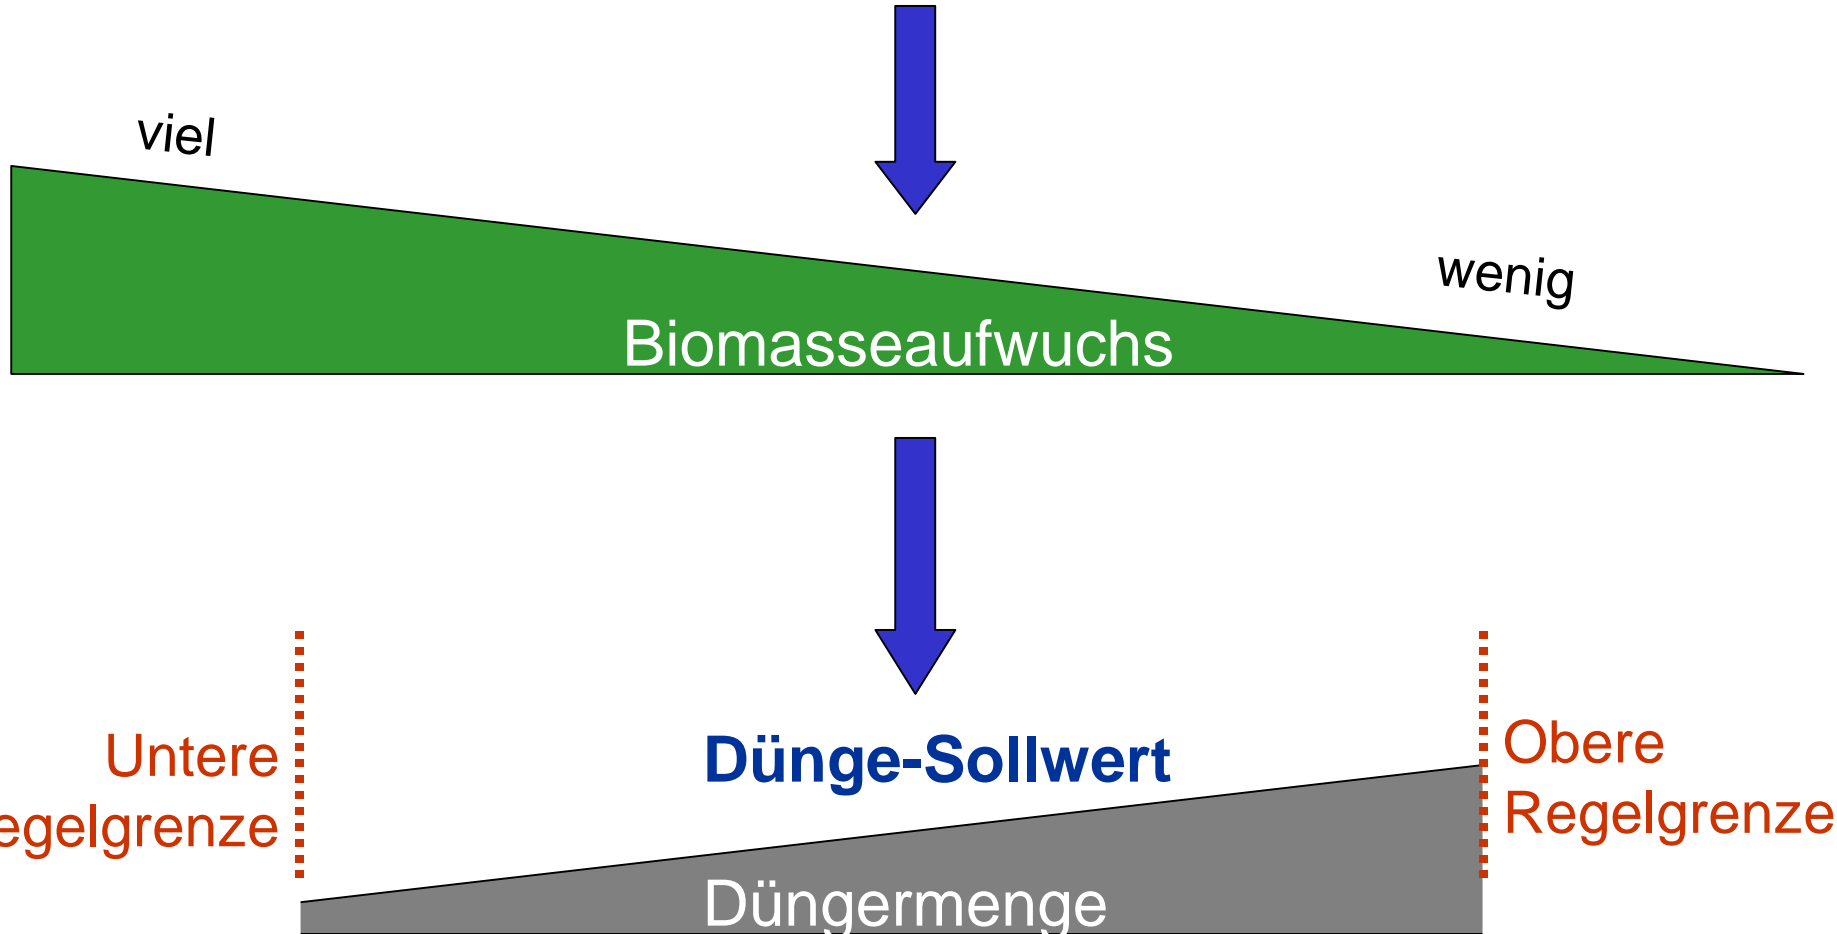 viel
wenig
Biomasseaufwuchs
Untere
egelgrenze
Dünge-Sollwert
Obere
Regelgrenze
Düngermenge